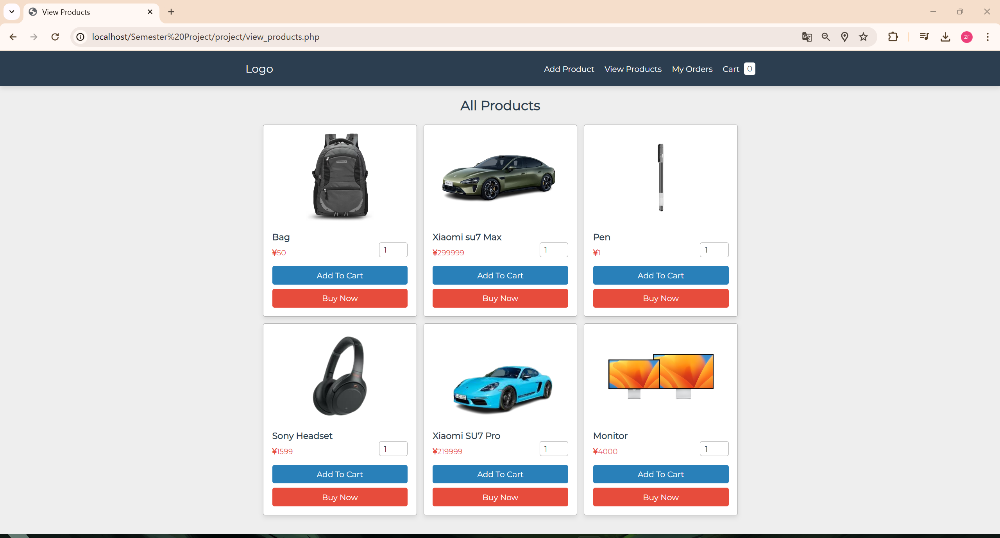 View Products
localhost/Semester%20Project/project/view_products.php
zr
Logo
Add Product View Products My Orders Cart 0
All Products
Bag
¥50 1
Add To Cart
Buy Now
Xiaomi su7 Max
¥299999 1
Add To Cart
Buy Now
Pen
¥1 1
Add To Cart
Buy Now
Sony Headset
¥1599 1
Add To Cart
Buy Now
Xiaomi SU7 Pro
¥219999 1
Add To Cart
Buy Now
Monitor
¥4000 1
Add To Cart
Buy Now